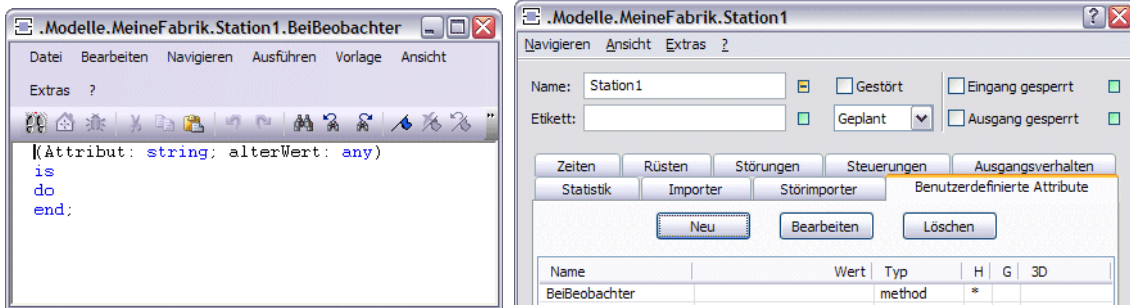 .Modelle.MeineFabrik.Station1.BeiBeobachter
Datei Bearbeiten Navigieren Ausführen Vorlage Ansicht
Extras ?
(Attribut: string; alterWert: any)
is
do
end;
.Modelle.MeineFabrik.Station1
Navigieren Ansicht Extras ?
Name: Station1 Gestört Eingang gesperrt
Etikett: Geplant Ausgang gesperrt
Zeiten Rüsten Störungen Steuerungen Ausgangsverhalten
Statistik Importer Störimporter Benutzerdefinierte Attribute
Neu Bearbeiten Löschen
Name Wert Typ H G 3D
BeiBeobachter method *